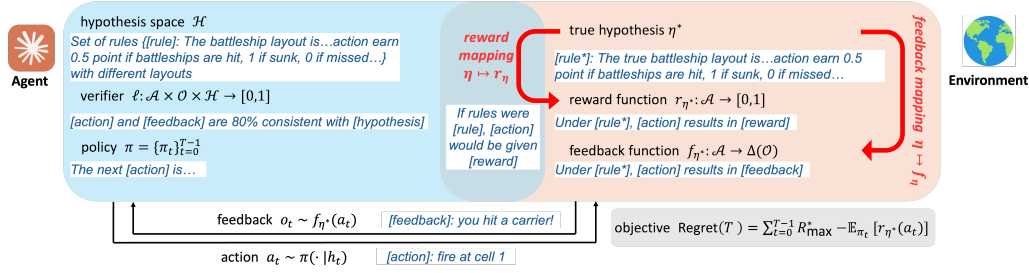 Agent
hypothesis space ℋ
Set of rules {[rule]: The battleship layout is…action earn
0.5 point if battleships are hit, 1 if sunk, 0 if missed…}
with different layouts
verifier ℓ: 𝒜 × 𝒪 × ℋ → [0,1]
[action] and [feedback] are 80% consistent with [hypothesis]
policy π = {π_t}_{t=0}^{T−1}
The next [action] is…
reward
mapping
η ↦ r_η
If rules were
[rule], [action]
would be given
[reward]
true hypothesis η*
[rule*]: The true battleship layout is…action earn 0.5
point if battleships are hit, 1 if sunk, 0 if missed…
reward function r_{η*}: 𝒜 → [0,1]
Under [rule*], [action] results in [reward]
feedback function f_{η*}: 𝒜 → Δ(𝒪)
Under [rule*], [action] results in [feedback]
feedback mapping η ↦ f_η
Environment
feedback o_t ~ f_{η*}(a_t) [feedback]: you hit a carrier!
action a_t ~ π(· |h_t) [action]: fire at cell 1
objective Regret(T ) = ∑_{t=0}^{T−1} R*_max −𝔼_{π_t} [r_{η*}(a_t)]